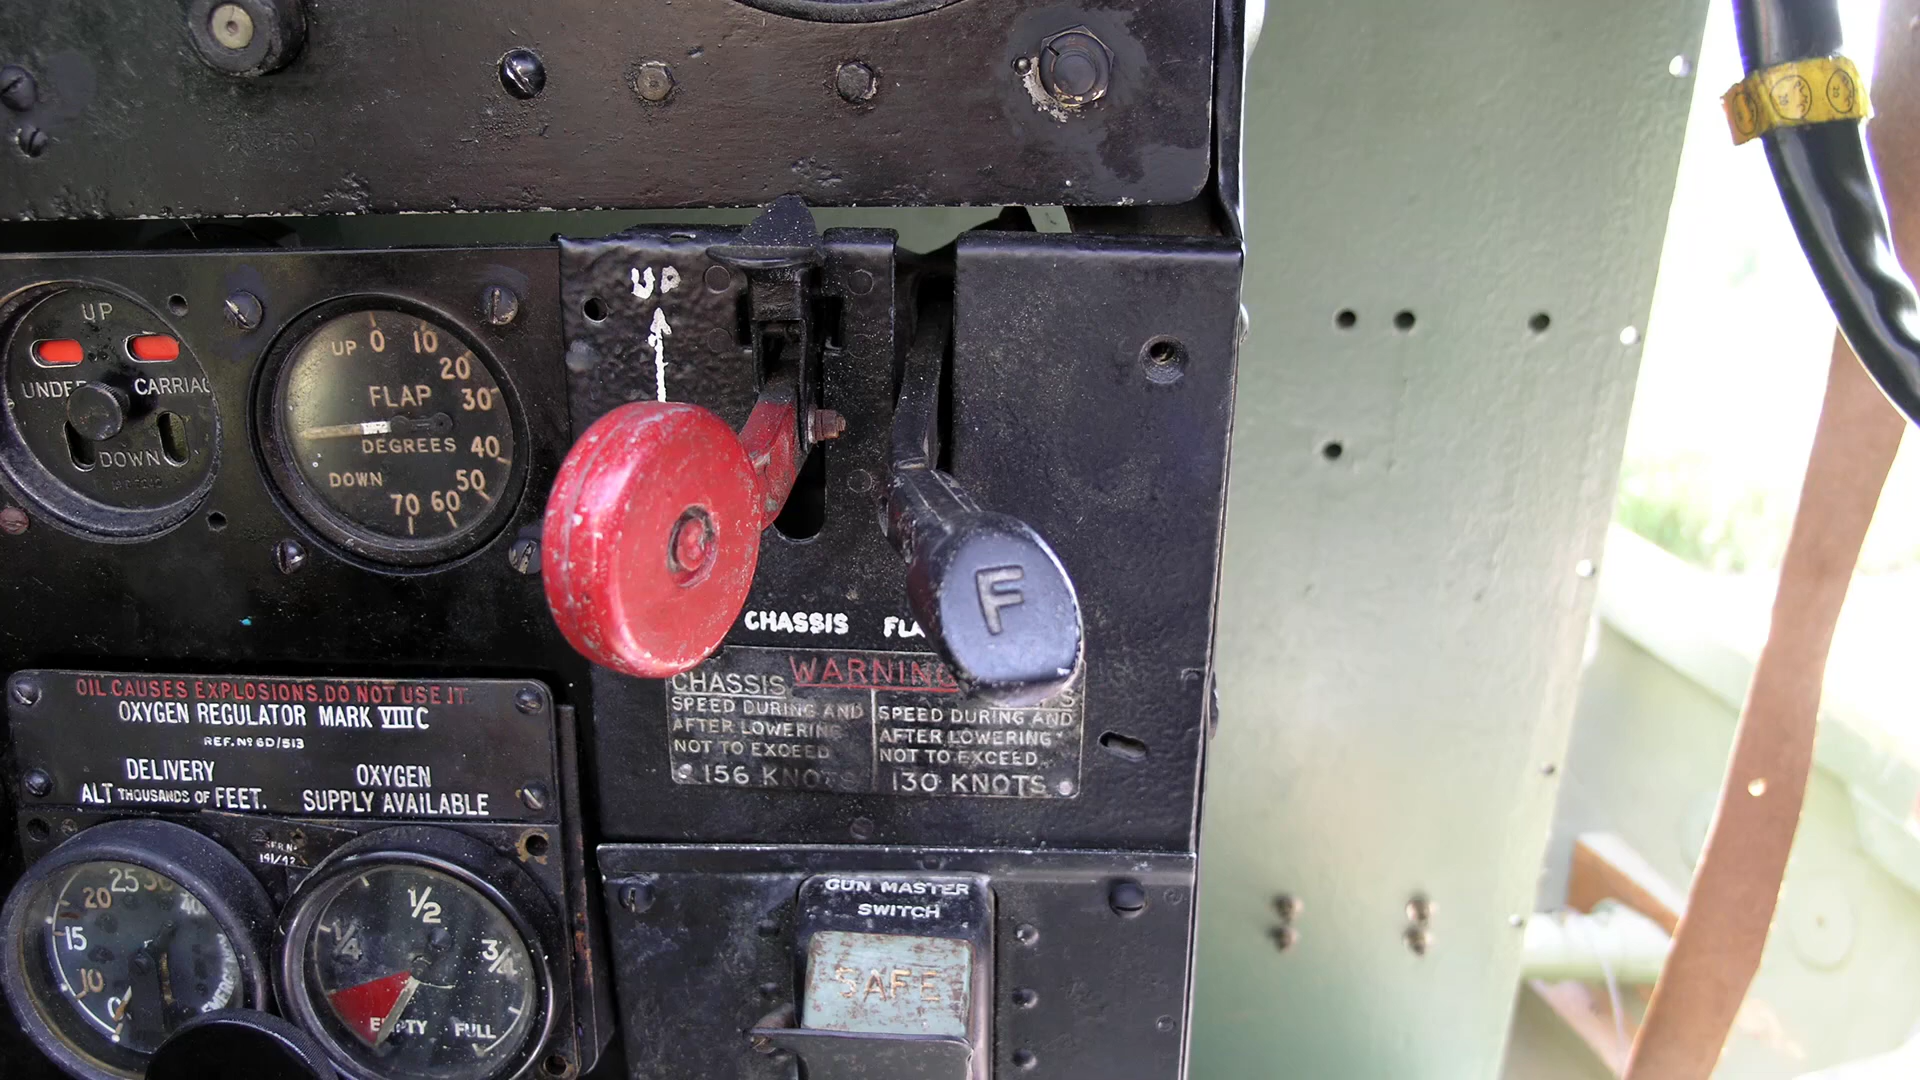 UP
UP
UNDER CARRIAG
DOWN
UP 0 10
20
FLAP 30
DEGREES 40
DOWN 50
70 60
F
CHASSIS FLA
WARNING
CHASSIS
SPEED DURING AND
AFTER LOWERING
NOT TO EXCEED
156 KNOTS
SPEED DURING AND
AFTER LOWERING
NOT TO EXCEED
130 KNOTS
OIL CAUSES EXPLOSIONS. DO NOT USE IT
OXYGEN REGULATOR MARK VIII C
REF. Nº 6D/513
DELIVERY
ALT THOUSANDS OF FEET.
OXYGEN
SUPPLY AVAILABLE
141/42
10 15 20 25 30 40
1/4 1/2 3/4
EMPTY FULL
GUN MASTER
SWITCH
SAFE